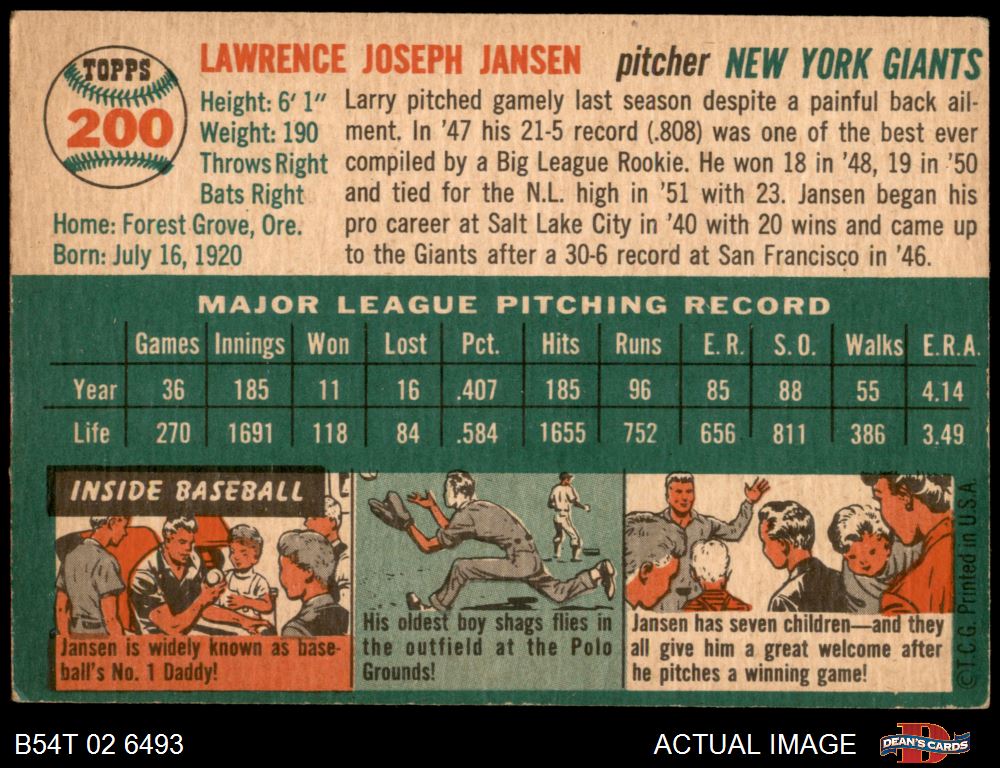 TOPPS
200
LAWRENCE JOSEPH JANSEN pitcher NEW YORK GIANTS
Height: 6' 1"
Weight: 190
Throws Right
Bats Right
Home: Forest Grove, Ore.
Born: July 16, 1920
Larry pitched gamely last season despite a painful back ail-
ment. In '47 his 21-5 record (.808) was one of the best ever
compiled by a Big League Rookie. He won 18 in '48, 19 in '50
and tied for the N.L. high in '51 with 23. Jansen began his
pro career at Salt Lake City in '40 with 20 wins and came up
to the Giants after a 30-6 record at San Francisco in '46.
MAJOR LEAGUE PITCHING RECORD
Games Innings Won Lost Pct. Hits Runs E.R. S.O. Walks E.R.A.
Year 36 185 11 16 .407 185 96 85 88 55 4.14
Life 270 1691 118 84 .584 1655 752 656 811 386 3.49
INSIDE BASEBALL
Jansen is widely known as base-
ball's No. 1 Daddy!
His oldest boy shags flies in
the outfield at the Polo
Grounds!
Jansen has seven children—and they
all give him a great welcome after
he pitches a winning game!
©T.C.G. Printed in U.S.A.
B54T 02 6493
ACTUAL IMAGE
B
DEAN'S CARDS